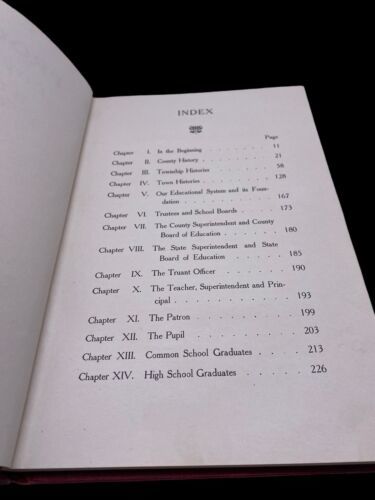 INDEX
Page
Chapter I. In the Beginning . . . . . . . . 11
Chapter II. County History . . . . . . . . 21
Chapter III. Township Histories . . . . . . . 58
Chapter IV. Town Histories . . . . . . . . 128
Chapter V. Our Educational System and its Foun-
dation . . . . . . . . . . 167
Chapter VI. Trustees and School Boards . . . . 173
Chapter VII. The County Superintendent and County
Board of Education . . . . . . 180
Chapter VIII. The State Superintendent and State
Board of Education . . . . . . 185
Chapter IX. The Truant Officer . . . . . . 190
Chapter X. The Teacher, Superintendent and Prin-
cipal . . . . . . . . . . 193
Chapter XI. The Patron . . . . . . . . 199
Chapter XII. The Pupil . . . . . . . . 203
Chapter XIII. Common School Graduates . . . . 213
Chapter XIV. High School Graduates . . . . . 226